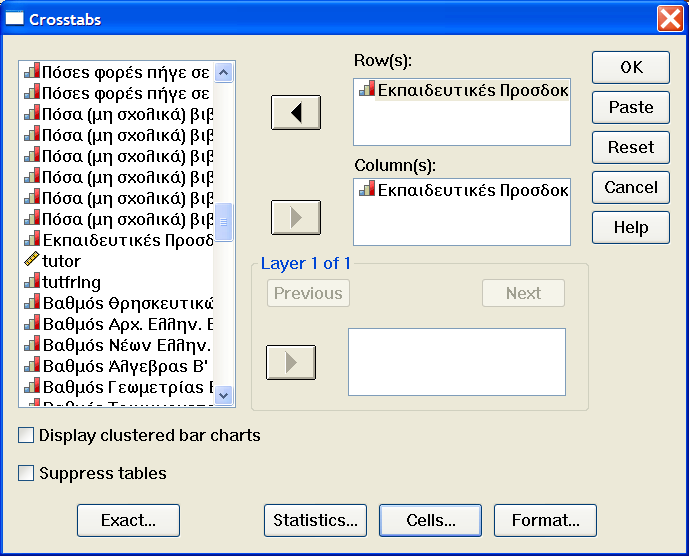 Crosstabs
Πόσες φορές πήγε σε
Πόσες φορές πήγε σε
Πόσα (μη σχολικά) βιβ
Πόσα (μη σχολικά) βιβ
Πόσα (μη σχολικά) βιβ
Πόσα (μη σχολικά) βιβ
Πόσα (μη σχολικά) βιβ
Πόσα (μη σχολικά) βιβ
Εκπαιδευτικές Προσδ
tutor
tutfrlng
Βαθμός Θρησκευτικώ
Βαθμός Αρχ. Ελλην. Β
Βαθμός Νέων Ελλην.
Βαθμός Άλγεβρας Β'
Βαθμός Γεωμετρίας Β
Row(s):
Εκπαιδευτικές Προσδοκ
Column(s):
Εκπαιδευτικές Προσδοκ
Layer 1 of 1
Previous
Next
OK
Paste
Reset
Cancel
Help
Display clustered bar charts
Suppress tables
Exact...
Statistics...
Cells...
Format...